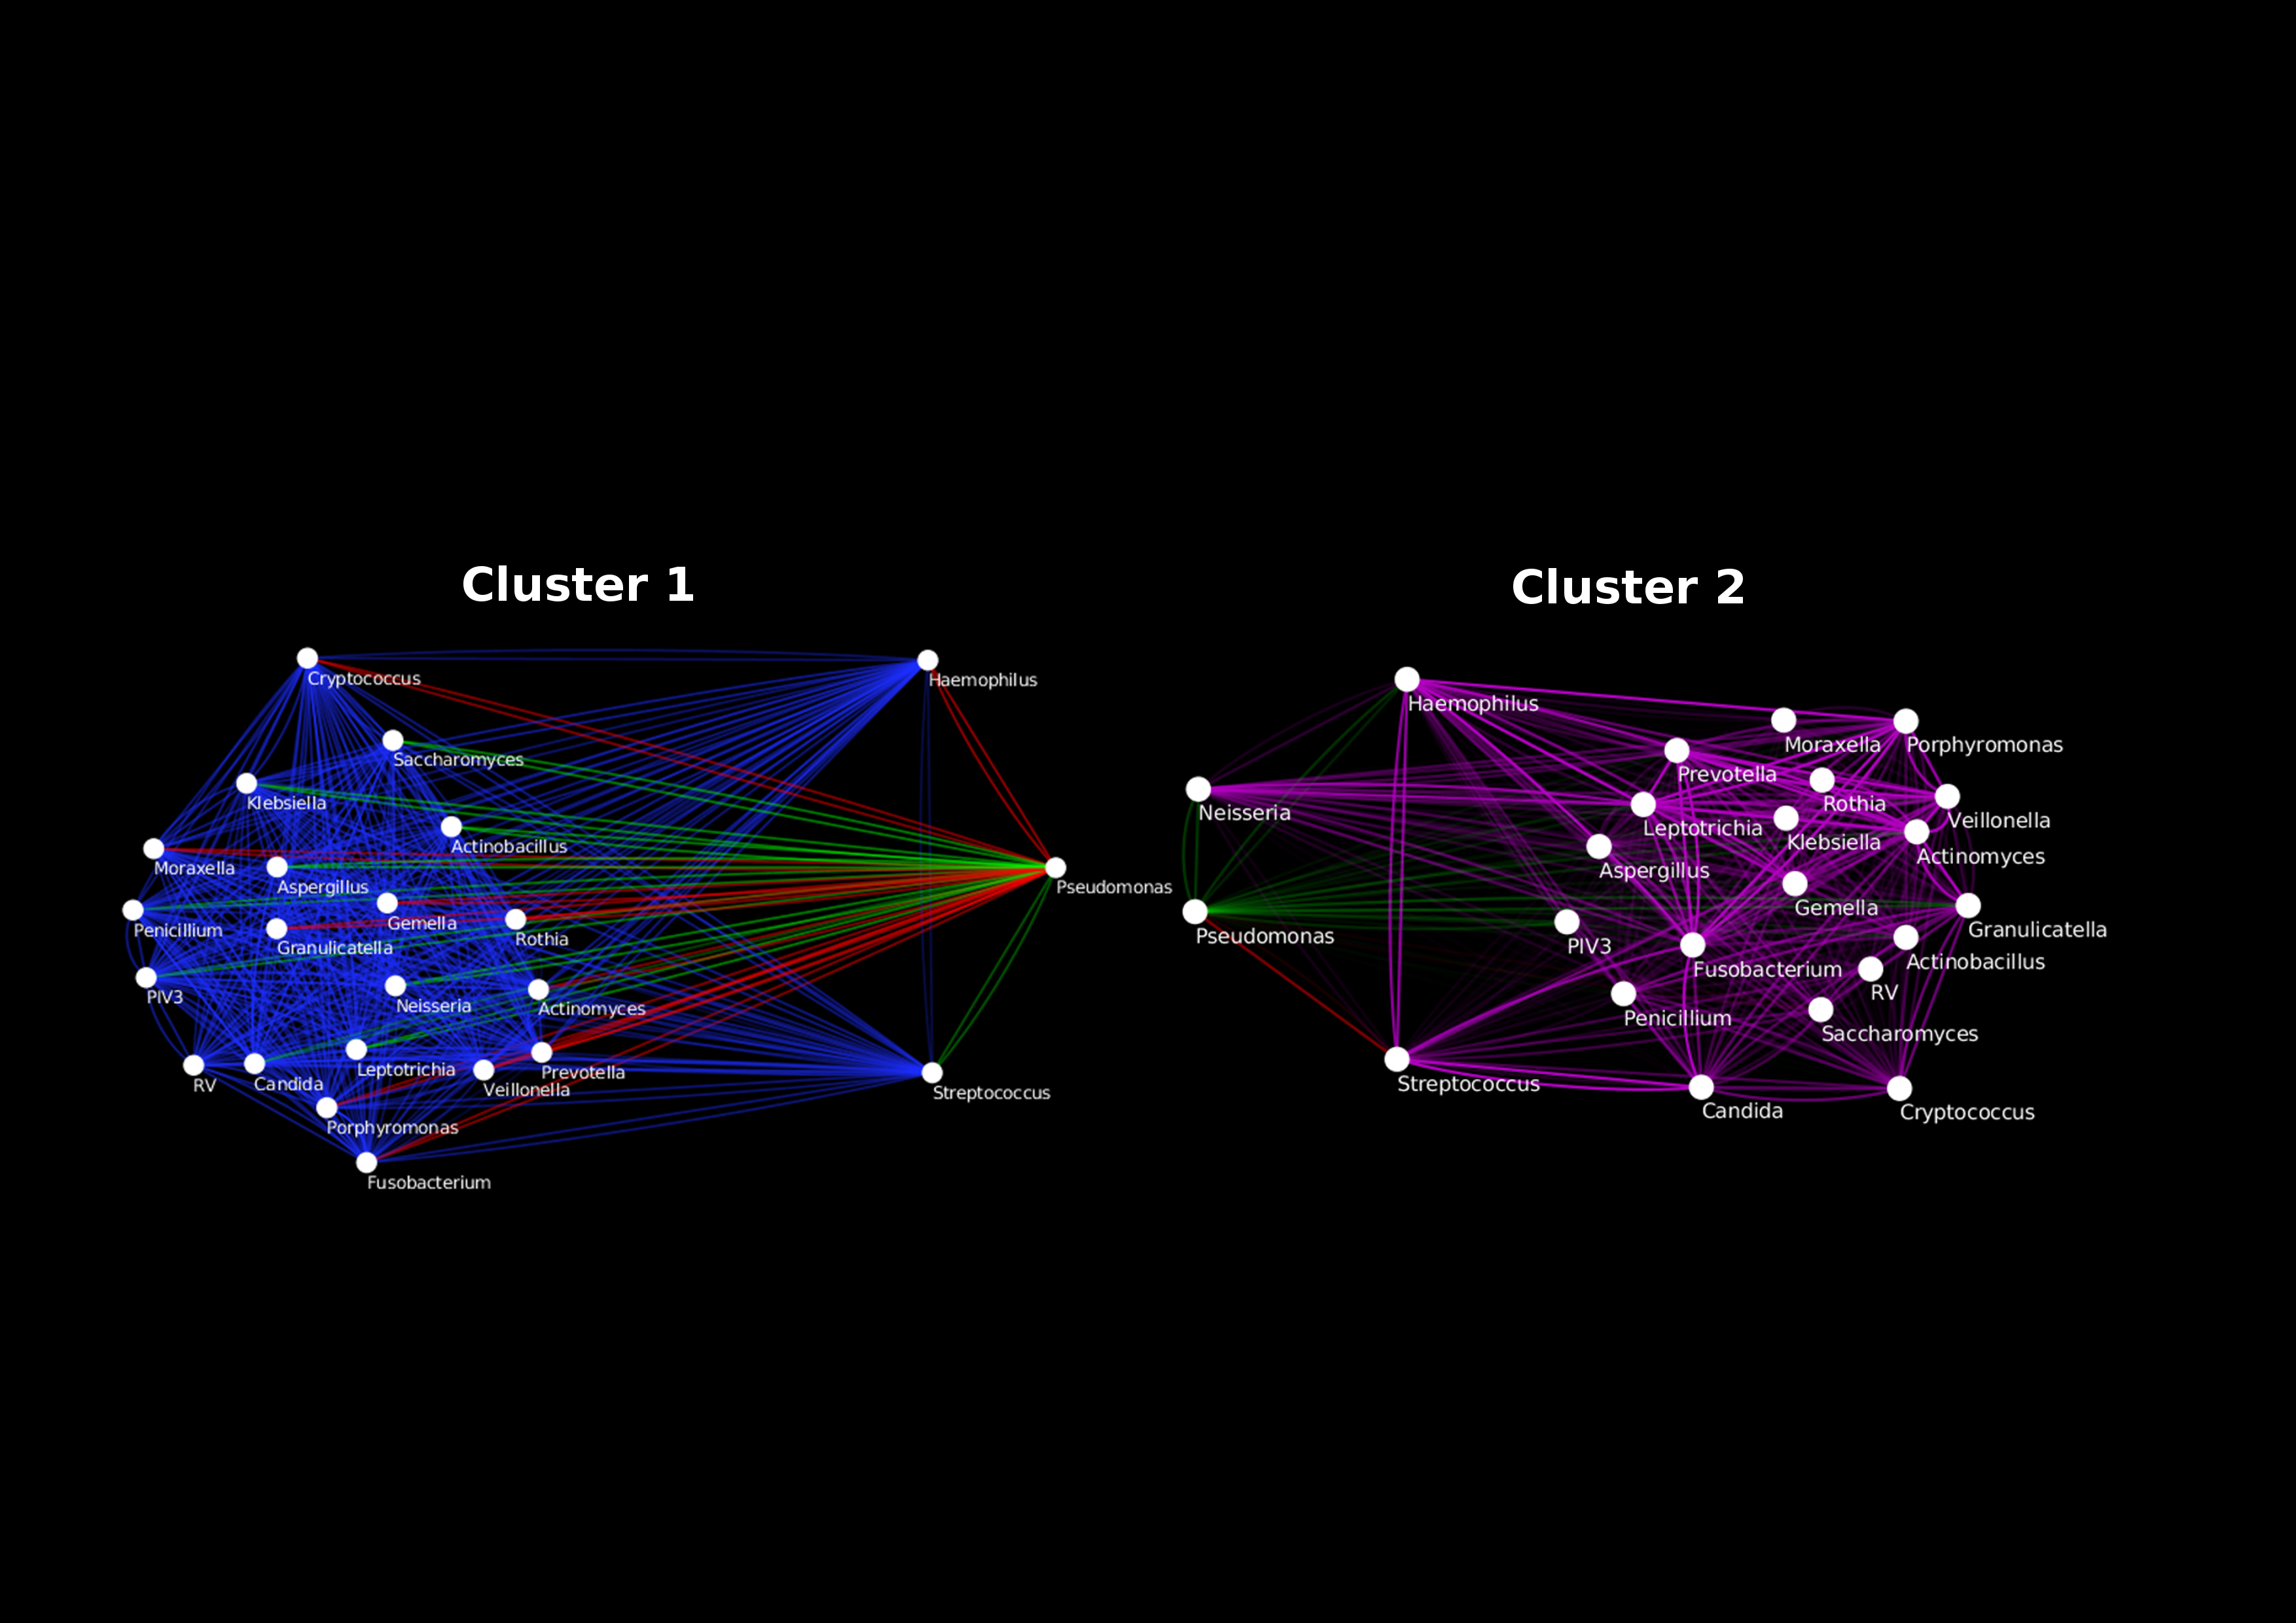 Cluster 1
Cryptococcus
Haemophilus
Saccharomyces
Klebsiella
Actinobacillus
Moraxella
Aspergillus
Pseudomonas
Gemella
Penicillium
Rothia
Granulicatella
PIV3
Neisseria
Actinomyces
Leptotrichia
Prevotella
RV
Candida
Veillonella
Streptococcus
Porphyromonas
Fusobacterium
Cluster 2
Haemophilus
Moraxella
Porphyromonas
Prevotella
Rothia
Neisseria
Veillonella
Leptotrichia
Klebsiella
Actinomyces
Aspergillus
Gemella
Granulicatella
Pseudomonas
PIV3
Actinobacillus
Fusobacterium
RV
Penicillium
Saccharomyces
Streptococcus
Candida
Cryptococcus